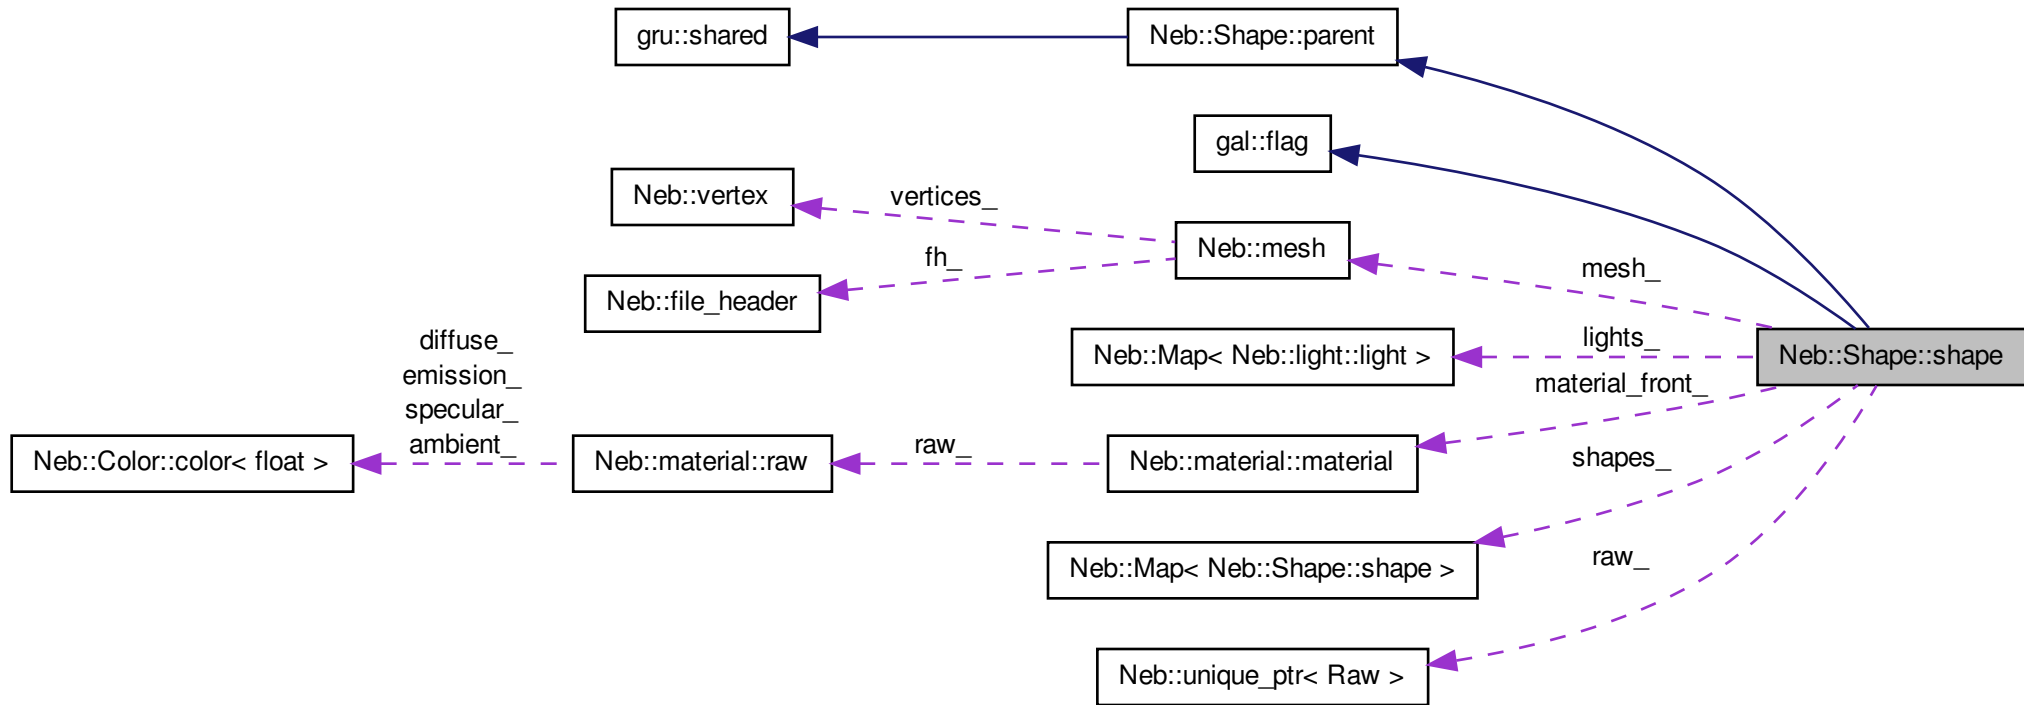 gru::shared
Neb::Shape::parent
gal::flag
Neb::vertex
vertices_
Neb::mesh
fh_
mesh_
Neb::file_header
diffuse_
emission_
specular_
ambient_
Neb::Map< Neb::light::light >
lights_
Neb::Shape::shape
material_front_
Neb::Color::color< float >
Neb::material::raw
raw_
Neb::material::material
shapes_
Neb::Map< Neb::Shape::shape >
raw_
Neb::unique_ptr< Raw >